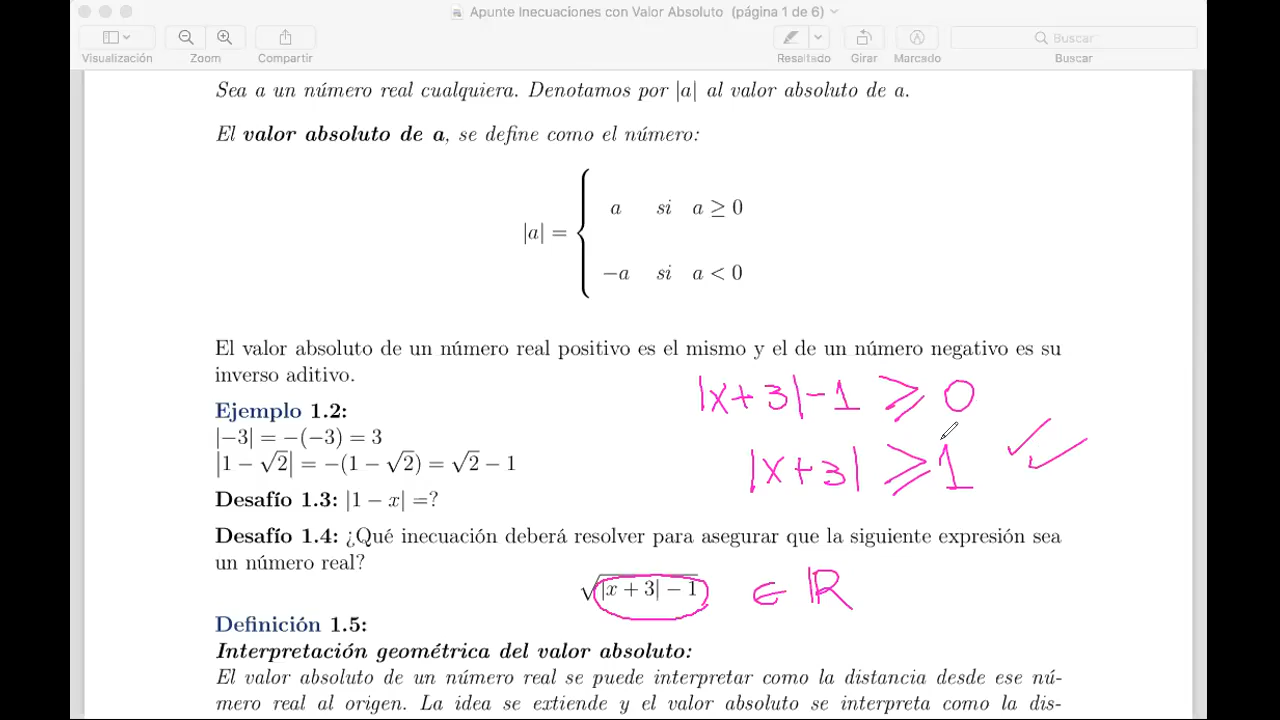 Apunte Inecuaciones con Valor Absoluto (página 1 de 6)
Visualización Zoom Compartir Resaltado Girar Marcado Buscar
Buscar
Sea a un número real cualquiera. Denotamos por |a| al valor absoluto de a.
El valor absoluto de a, se define como el número:
a si a ≥ 0
|a| = {
−a si a < 0
El valor absoluto de un número real positivo es el mismo y el de un número negativo es su
inverso aditivo.
|x+3|−1 ≥ 0
Ejemplo 1.2:
|−3| = −(−3) = 3
|1 − √2| = −(1 − √2) = √2 − 1
|x+3| ≥ 1 ✓✓
Desafío 1.3: |1 − x| =?
Desafío 1.4: ¿Qué inecuación deberá resolver para asegurar que la siguiente expresión sea
un número real?
√|x + 3| − 1 ∈ ℝ
Definición 1.5:
Interpretación geométrica del valor absoluto:
El valor absoluto de un número real se puede interpretar como la distancia desde ese nú-
mero real al origen. La idea se extiende y el valor absoluto se interpreta como la dis-